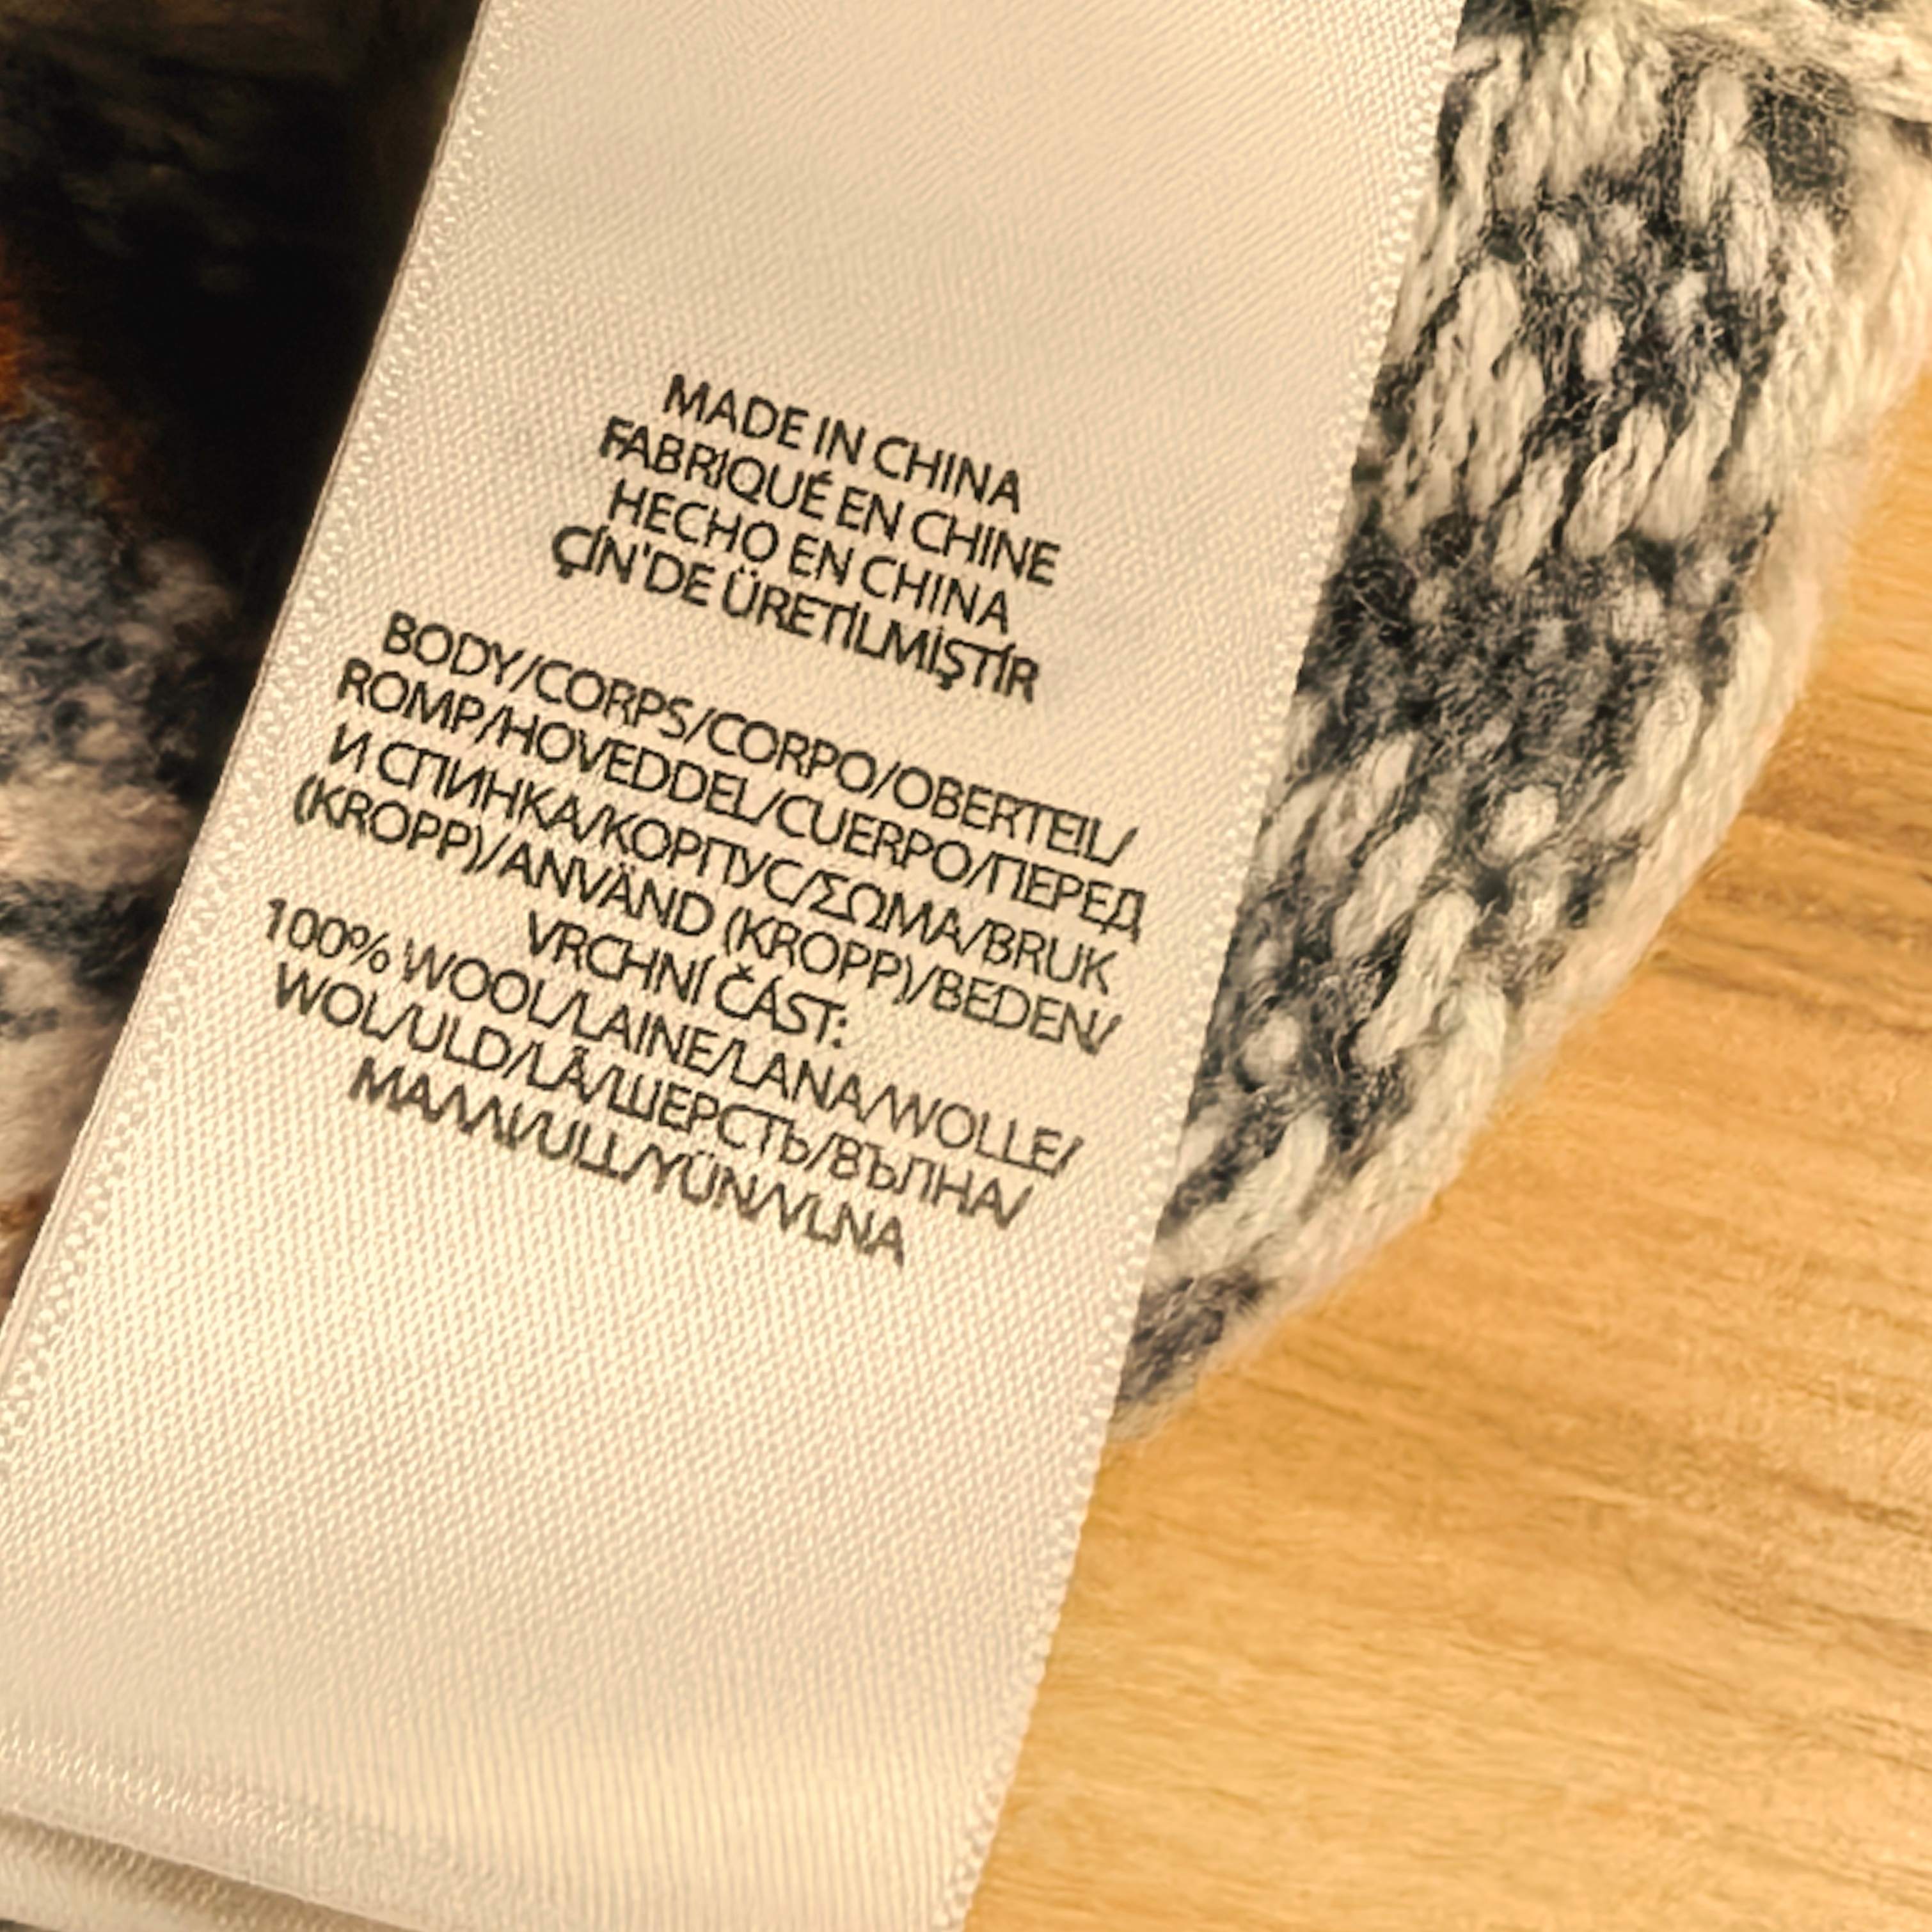 MADE IN CHINA
FABRIQUÉ EN CHINE
HECHO EN CHINA
ÇİN'DE ÜRETİLMİŞTİR
BODY/CORPS/CORPO/OBERTEIL/
ROMP/HOVEDDEL/CUERPO/ПЕРЕД
И СПИНКА/КОРПУС/ΣΩΜΑ/BRUK
(KROPP)/ANVÄND (KROPP)/BEDEN/
VRCHNÍ ČÁST:
100% WOOL/LAINE/LANA/WOLLE/
WOL/ULD/LÃ/ШЕРСТЬ/ВЪЛНА/
ΜΑΛΛΙ/ULL/YÜN/VLNA